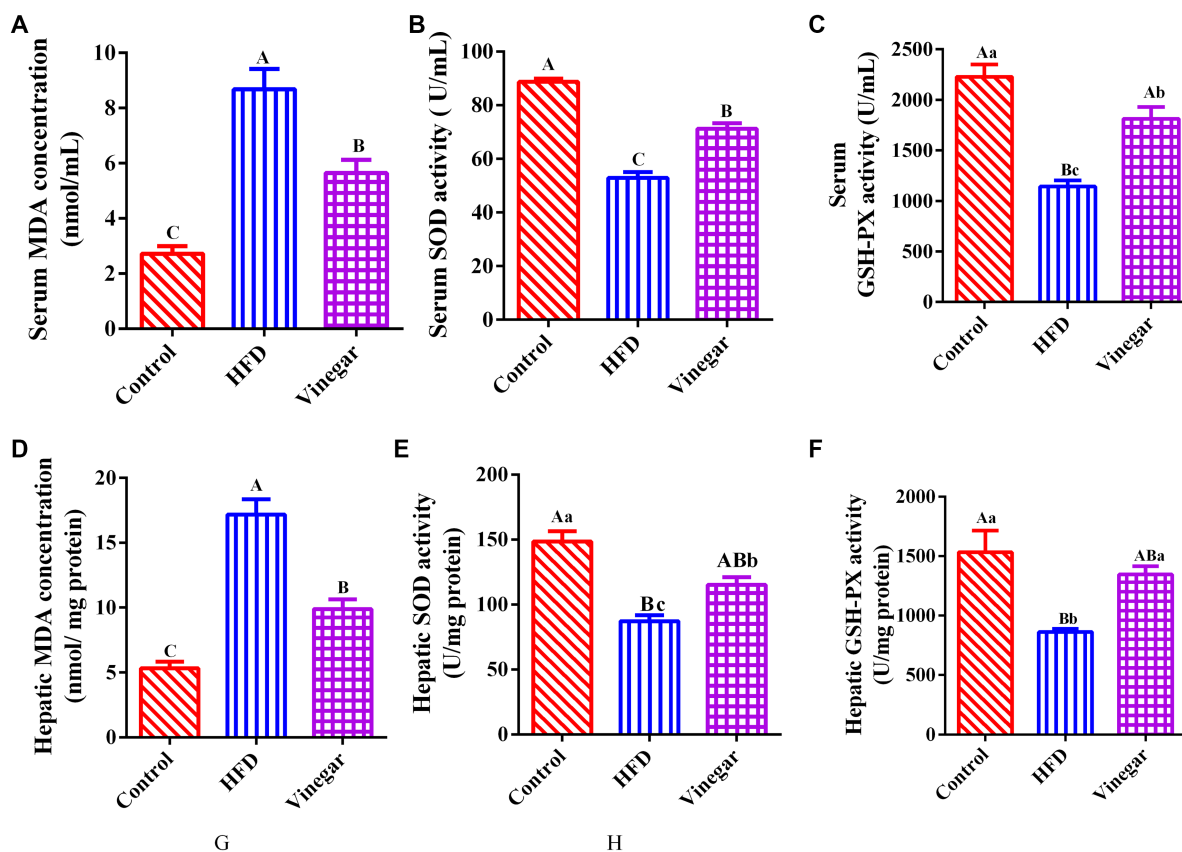 A
Serum MDA concentration
(nmol/mL)
10
8
6
4
2
0
C
A
B
Control
HFD
Vinegar
B
Serum SOD activity ( U/mL)
100
80
60
40
20
0
A
C
B
Control
HFD
Vinegar
C
Serum
GSH-PX activity (U/mL)
2500
2000
1500
1000
500
0
Aa
Bc
Ab
Control
HFD
Vinegar
D
Hepatic MDA concentration
(nmol/ mg protein)
20
15
10
5
0
C
A
B
Control
HFD
Vinegar
E
Hepatic SOD activity
(U/mg protein)
200
150
100
50
0
Aa
Bc
ABb
Control
HFD
Vinegar
F
Hepatic GSH-PX activity
(U/mg protein)
2000
1500
1000
500
0
Aa
Bb
ABa
Control
HFD
Vinegar
G
H